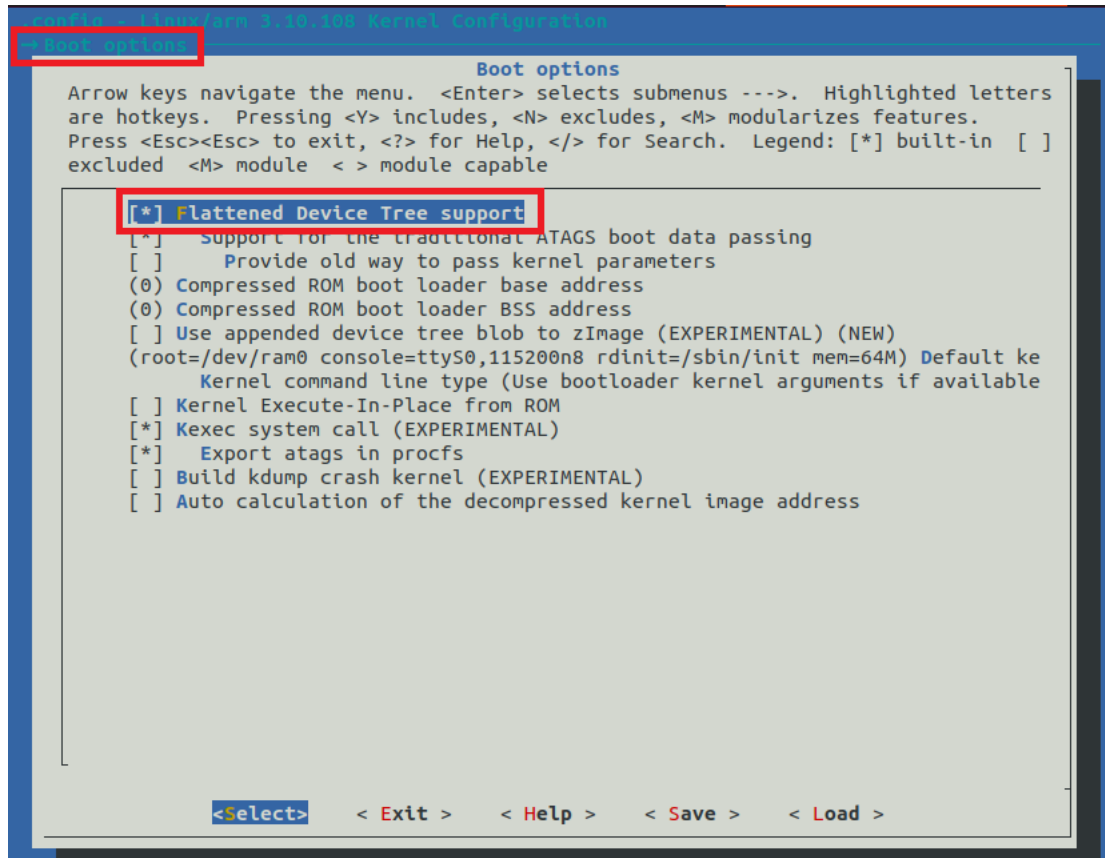 .config - Linux/arm 3.10.108 Kernel Configuration
→ Boot options
Boot options
Arrow keys navigate the menu.  <Enter> selects submenus --->.  Highlighted letters
are hotkeys.  Pressing <Y> includes, <N> excludes, <M> modularizes features.
Press <Esc><Esc> to exit, <?> for Help, </> for Search.  Legend: [*] built-in  [ ]
excluded  <M> module  < > module capable
[*] Flattened Device Tree support
[*]   Support for the traditional ATAGS boot data passing
[ ]     Provide old way to pass kernel parameters
(0) Compressed ROM boot loader base address
(0) Compressed ROM boot loader BSS address
[ ] Use appended device tree blob to zImage (EXPERIMENTAL) (NEW)
(root=/dev/ram0 console=ttyS0,115200n8 rdinit=/sbin/init mem=64M) Default ke
Kernel command line type (Use bootloader kernel arguments if available
[ ] Kernel Execute-In-Place from ROM
[*] Kexec system call (EXPERIMENTAL)
[*]   Export atags in procfs
[ ] Build kdump crash kernel (EXPERIMENTAL)
[ ] Auto calculation of the decompressed kernel image address
<Select>    < Exit >    < Help >    < Save >    < Load >